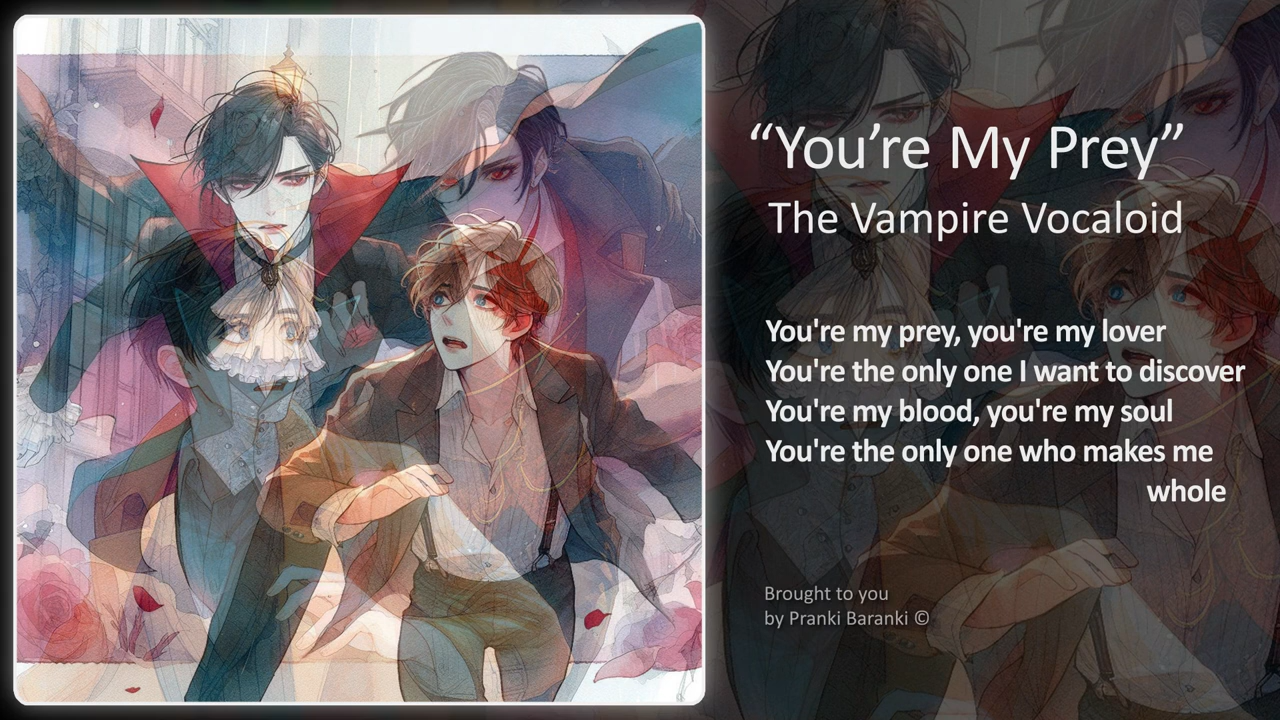 “You’re My Prey”
The Vampire Vocaloid
You're my prey, you're my lover
You're the only one I want to discover
You're my blood, you're my soul
You're the only one who makes me
whole
Brought to you
by Pranki Baranki ©